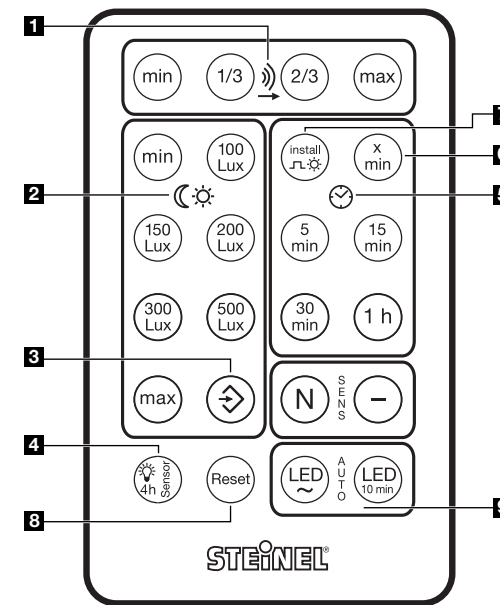 1
min 1/3 2/3 max
min 100 Lux install x min
2
150 Lux 200 Lux 5 min 15 min
300 Lux 500 Lux 30 min 1 h
3
max N SENS −
4
4h Sensor Reset LED ~ AUTO LED 10 min
8
STEINEL®